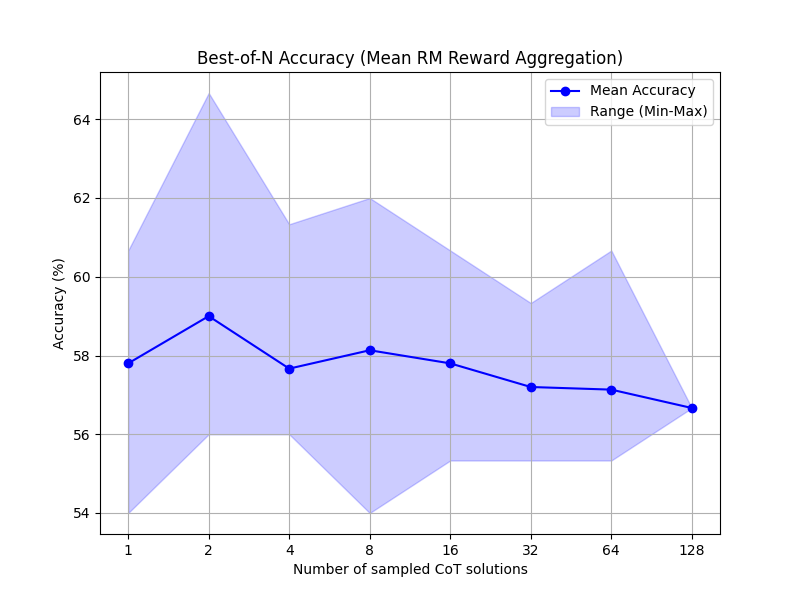 Best-of-N Accuracy (Mean RM Reward Aggregation)
Mean Accuracy
Range (Min-Max)
Accuracy (%)
64
62
60
58
56
54
1 2 4 8 16 32 64 128
Number of sampled CoT solutions